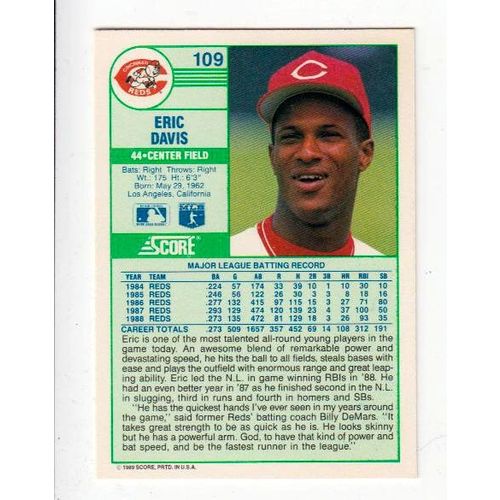 109
CINCINNATI
REDS
ERIC
DAVIS
44•CENTER FIELD
Bats: Right Throws: Right
Wt.: 175 Ht.: 6'3"
Born: May 29, 1962
Los Angeles, California
SCORE
MAJOR LEAGUE BATTING RECORD
YEAR TEAM BA G AB R H 2B 3B HR RBI SB
1984 REDS .224 57 174 33 39 10 1 10 30 10
1985 REDS .246 56 122 26 30 3 3 8 18 16
1986 REDS .277 132 415 97 115 15 3 27 71 80
1987 REDS .293 129 474 120 139 23 4 37 100 50
1988 REDS .273 135 472 81 129 18 3 26 93 35
CAREER TOTALS .273 509 1657 357 452 69 14 108 312 191
Eric is one of the most talented all-round young players in the
game today. An awesome blend of remarkable power and
devastating speed, he hits the ball to all fields, steals bases with
ease and plays the outfield with enormous range and great leap-
ing ability. Eric led the N.L. in game winning RBIs in '88. He
had an even better year in '87 as he finished second in the N.L.
in slugging, third in runs and fourth in homers and SBs.
"He has the quickest hands I've ever seen in my years around
the game," said former Reds' batting coach Billy DeMars. "It
takes great strength to be as quick as he is. He looks skinny
but he has a powerful arm. God, to have that kind of power and
bat speed, and be the fastest runner in the league."
© 1989 SCORE, PRTD. IN U.S.A.